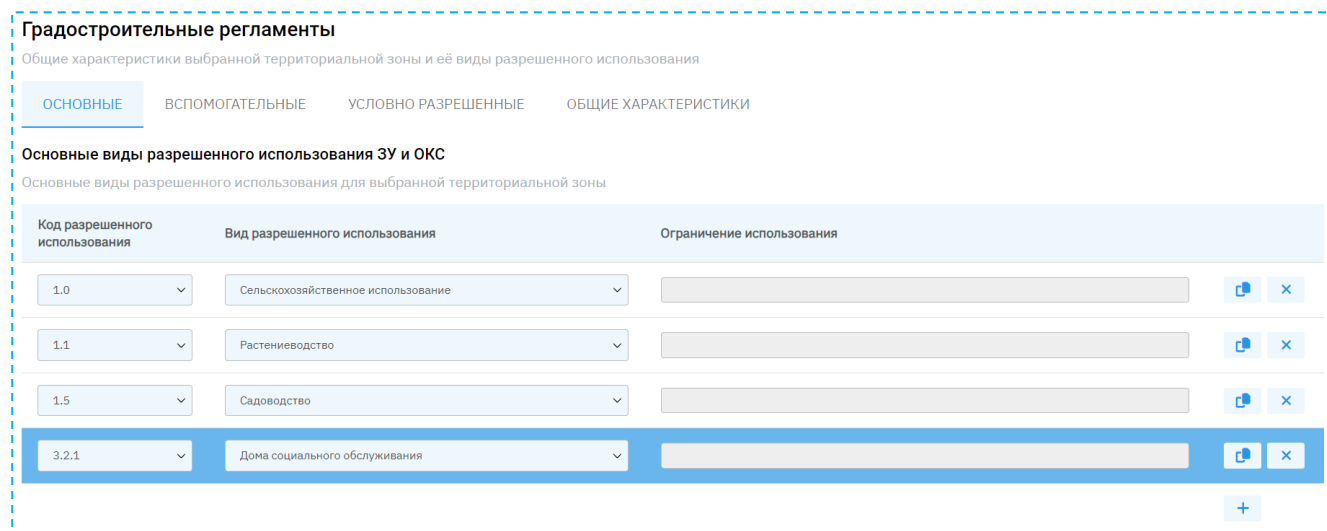 Градостроительные регламенты
Общие характеристики выбранной территориальной зоны и её виды разрешенного использования
ОСНОВНЫЕ ВСПОМОГАТЕЛЬНЫЕ УСЛОВНО РАЗРЕШЕННЫЕ ОБЩИЕ ХАРАКТЕРИСТИКИ
Основные виды разрешенного использования ЗУ и ОКС
Основные виды разрешенного использования для выбранной территориальной зоны
Код разрешенного
использования
Вид разрешенного использования
Ограничение использования
1.0 Сельскохозяйственное использование
1.1 Растениеводство
1.5 Садоводство
3.2.1 Дома социального обслуживания